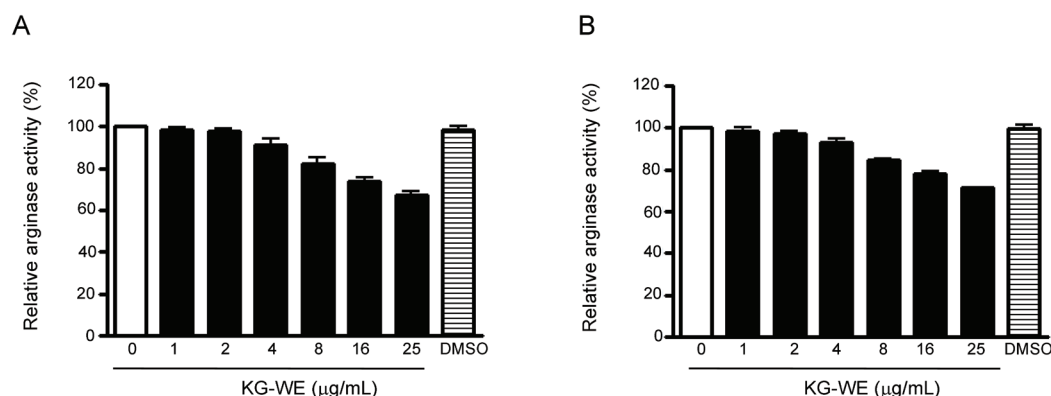 A
Relative arginase activity (%)
120
100
80
60
40
20
0
0 1 2 4 8 16 25 DMSO
KG-WE (μg/mL)
B
Relative arginase activity (%)
120
100
80
60
40
20
0
0 1 2 4 8 16 25 DMSO
KG-WE (μg/mL)